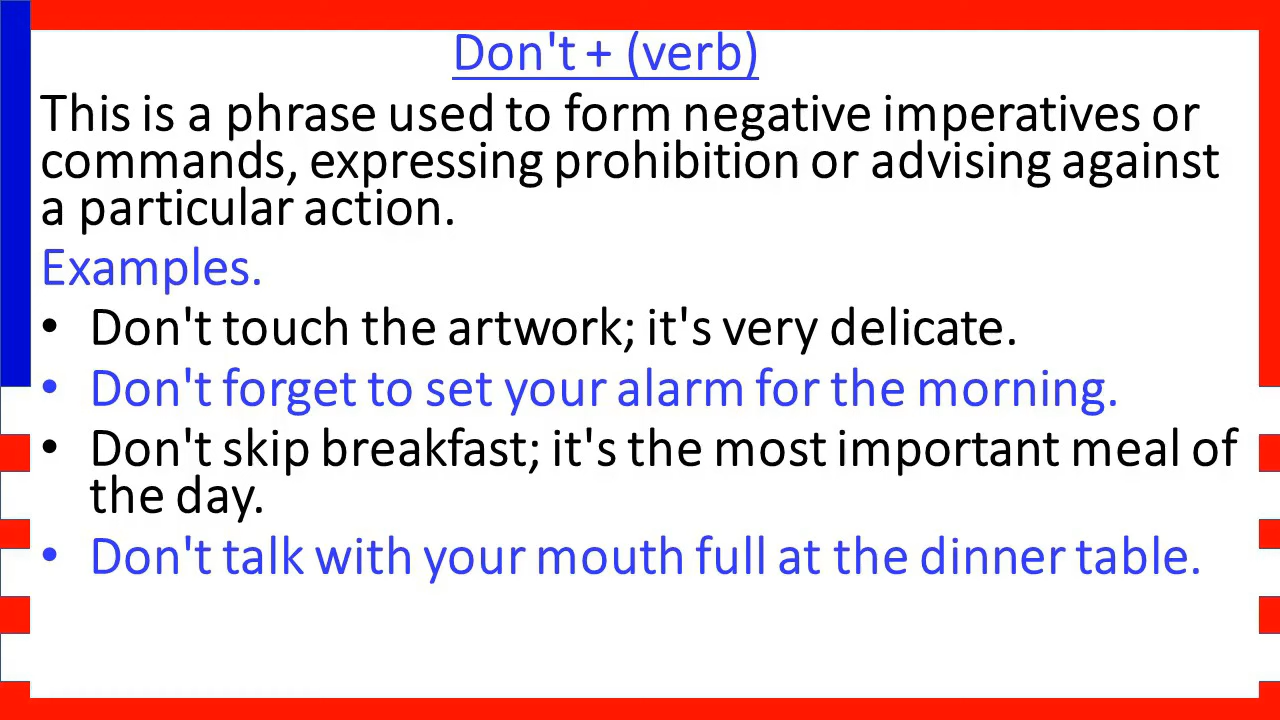 Don't + (verb)
This is a phrase used to form negative imperatives or
commands, expressing prohibition or advising against
a particular action.
Examples.
• Don't touch the artwork; it's very delicate.
• Don't forget to set your alarm for the morning.
• Don't skip breakfast; it's the most important meal of
the day.
• Don't talk with your mouth full at the dinner table.